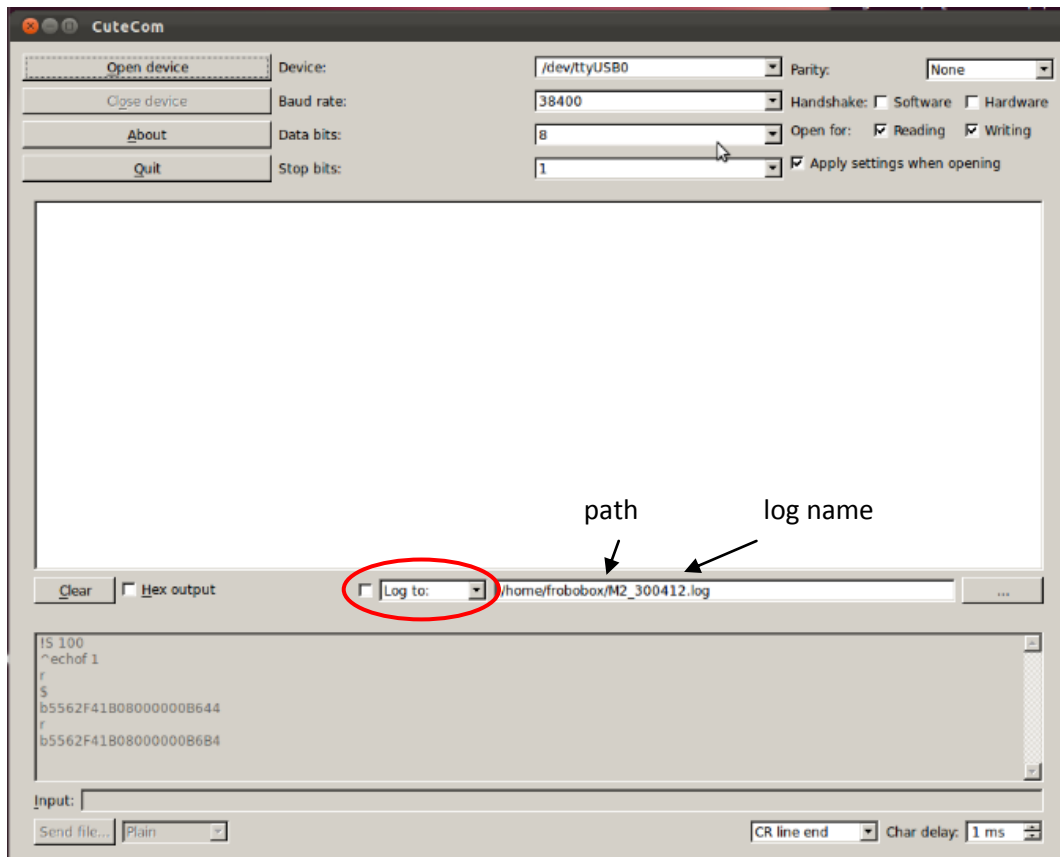 CuteCom
Open device
Device:
/dev/ttyUSB0
Parity:
None
Close device
Baud rate:
38400
Handshake:
Software
Hardware
About
Data bits:
8
Open for:
Reading
Writing
Quit
Stop bits:
1
Apply settings when opening
path
log name
Clear
Hex output
Log to:
/home/frobobox/M2_300412.log
...
!S 100
^echof 1
r
$
b5562F41B08000000B644
r
b5562F41B08000000B6B4
Input:
Send file...
Plain
CR line end
Char delay:
1 ms